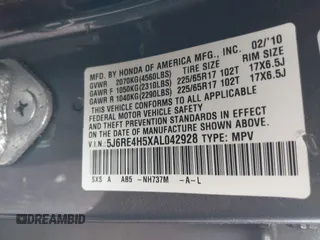 MFD. BY HONDA OF AMERICA MFG., INC. 02/'10
GVWR 2070KG(4560LBS) TIRE SIZE RIM SIZE
GAWR F 1050KG(2310LBS) 225/65R17 102T 17X6.5J
GAWR R 1040KG(2290LBS) 225/65R17 102T 17X6.5J
THIS VEHICLE CONFORMS TO ALL APPLICABLE
FEDERAL MOTOR VEHICLE SAFETY AND THEFT
PREVENTION STANDARDS IN EFFECT ON THE DATE
OF MANUFACTURE SHOWN ABOVE.
V.I.N.: 5J6RE4H5XAL042928 TYPE: MPV
SXS A A85 -NH737M -A-L
DREAMBID